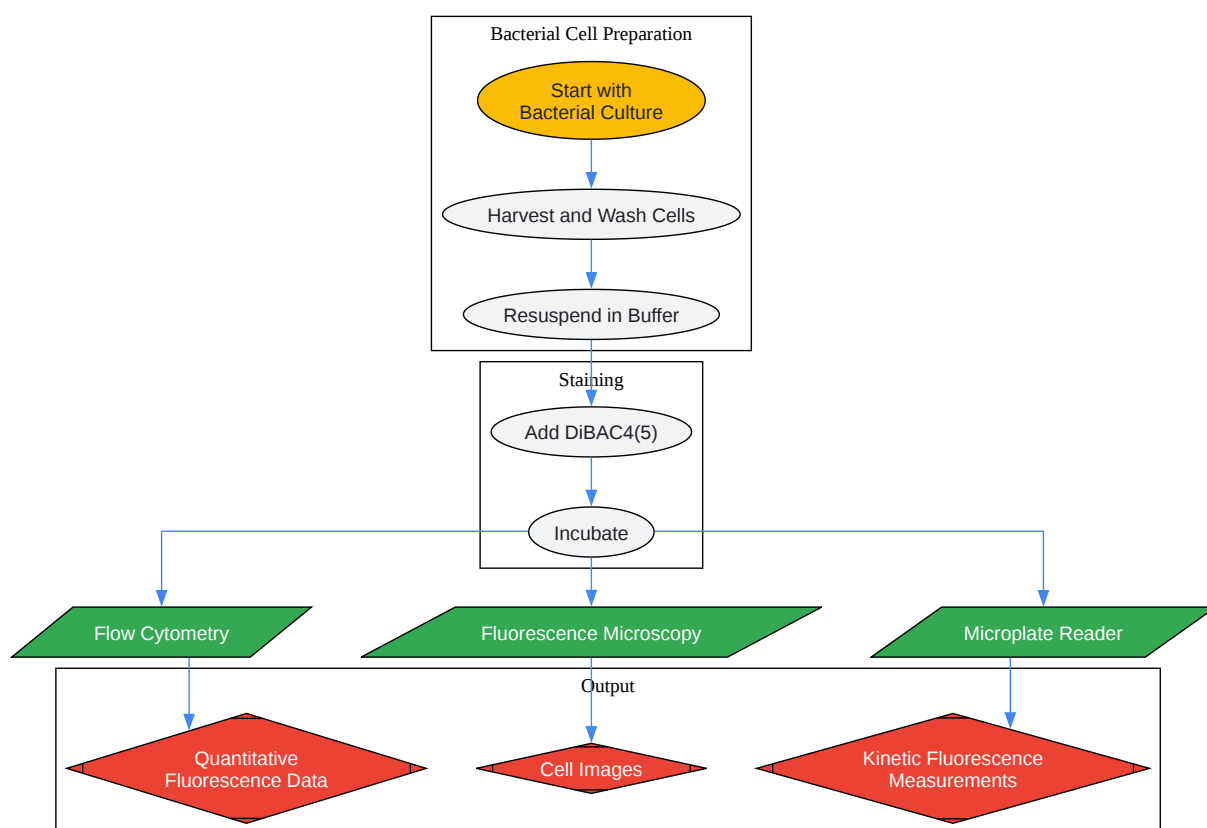 Bacterial Cell Preparation
Start with
Bacterial Culture
Harvest and Wash Cells
Resuspend in Buffer
Staining
Add DiBAC4(5)
Incubate
Flow Cytometry
Fluorescence Microscopy
Microplate Reader
Output
Quantitative
Fluorescence Data
Cell Images
Kinetic Fluorescence
Measurements